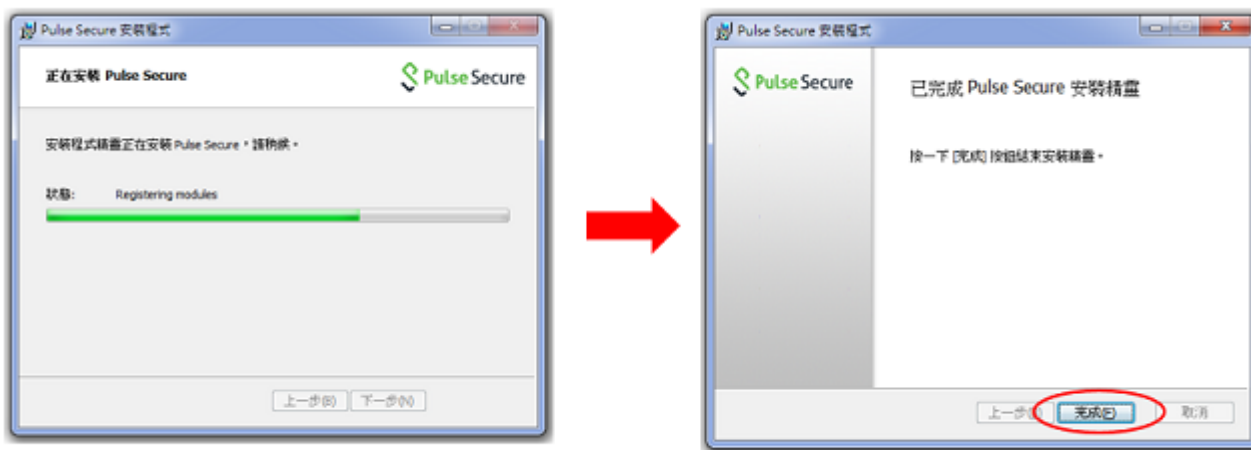 Pulse Secure 安裝程式
正在安裝 Pulse Secure
Pulse Secure
安裝程式精靈正在安裝 Pulse Secure，請稍候。
狀態: Registering modules
上一步(B) 下一步(N)
Pulse Secure 安裝程式
Pulse Secure
已完成 Pulse Secure 安裝精靈
按一下 [完成] 按鈕結束安裝精靈。
上一步 完成(F) 取消